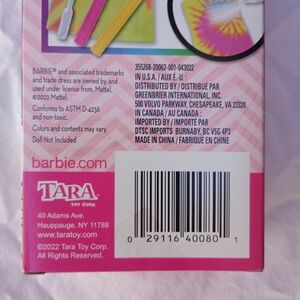 BARBIE® and associated trademarks
and trade dress are owned by, and
used under license from, Mattel.
©2022 Mattel.
Conforms to ASTM D-4236
and non-toxic.
Colors and contents may vary.
Doll Not Included
barbie.com
355268-29062-001-043022
IN U.S.A. / AUX É.-U. :
DISTRIBUTED BY / DISTRIBUÉ PAR
GREENBRIER INTERNATIONAL, INC.
500 VOLVO PARKWAY, CHESAPEAKE, VA 23320
IN CANADA / AU CANADA :
IMPORTED BY / IMPORTÉ PAR
DTSC IMPORTS BURNABY, BC V5G 4P3
MADE IN CHINA / FABRIQUÉ EN CHINE
TARA
TOY CORP.
40 Adams Ave.
Hauppauge, NY 11788
www.taratoy.com
©2022 Tara Toy Corp.
All Rights Reserved.
0 29116 40080 1